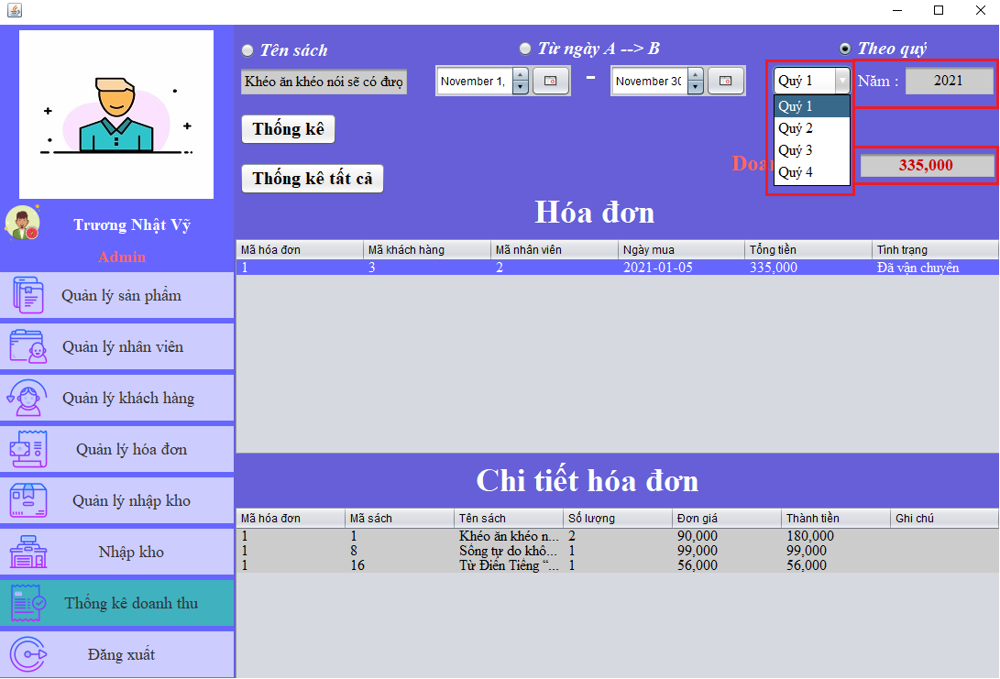 Tên sách
Từ ngày A --> B
Theo quý
Khéo ăn khéo nói sẽ có đượ
November 1,
-
November 30
Quý 1
Năm :
2021
Quý 1
Quý 2
Quý 3
Quý 4
Thống kê
Thống kê tất cả
335,000
Trương Nhật Vỹ
Admin
Quản lý sản phẩm
Quản lý nhân viên
Quản lý khách hàng
Quản lý hóa đơn
Quản lý nhập kho
Nhập kho
Thống kê doanh thu
Đăng xuất
Hóa đơn
Mã hóa đơn Mã khách hàng Mã nhân viên Ngày mua Tổng tiền Tình trạng
1 3 2 2021-01-05 335,000 Đã vận chuyển
Chi tiết hóa đơn
Mã hóa đơn Mã sách Tên sách Số lượng Đơn giá Thành tiền Ghi chú
1 1 Khéo ăn khéo n... 2 90,000 180,000
1 8 Sông tự do khô... 1 99,000 99,000
1 16 Từ Điển Tiếng “... 1 56,000 56,000